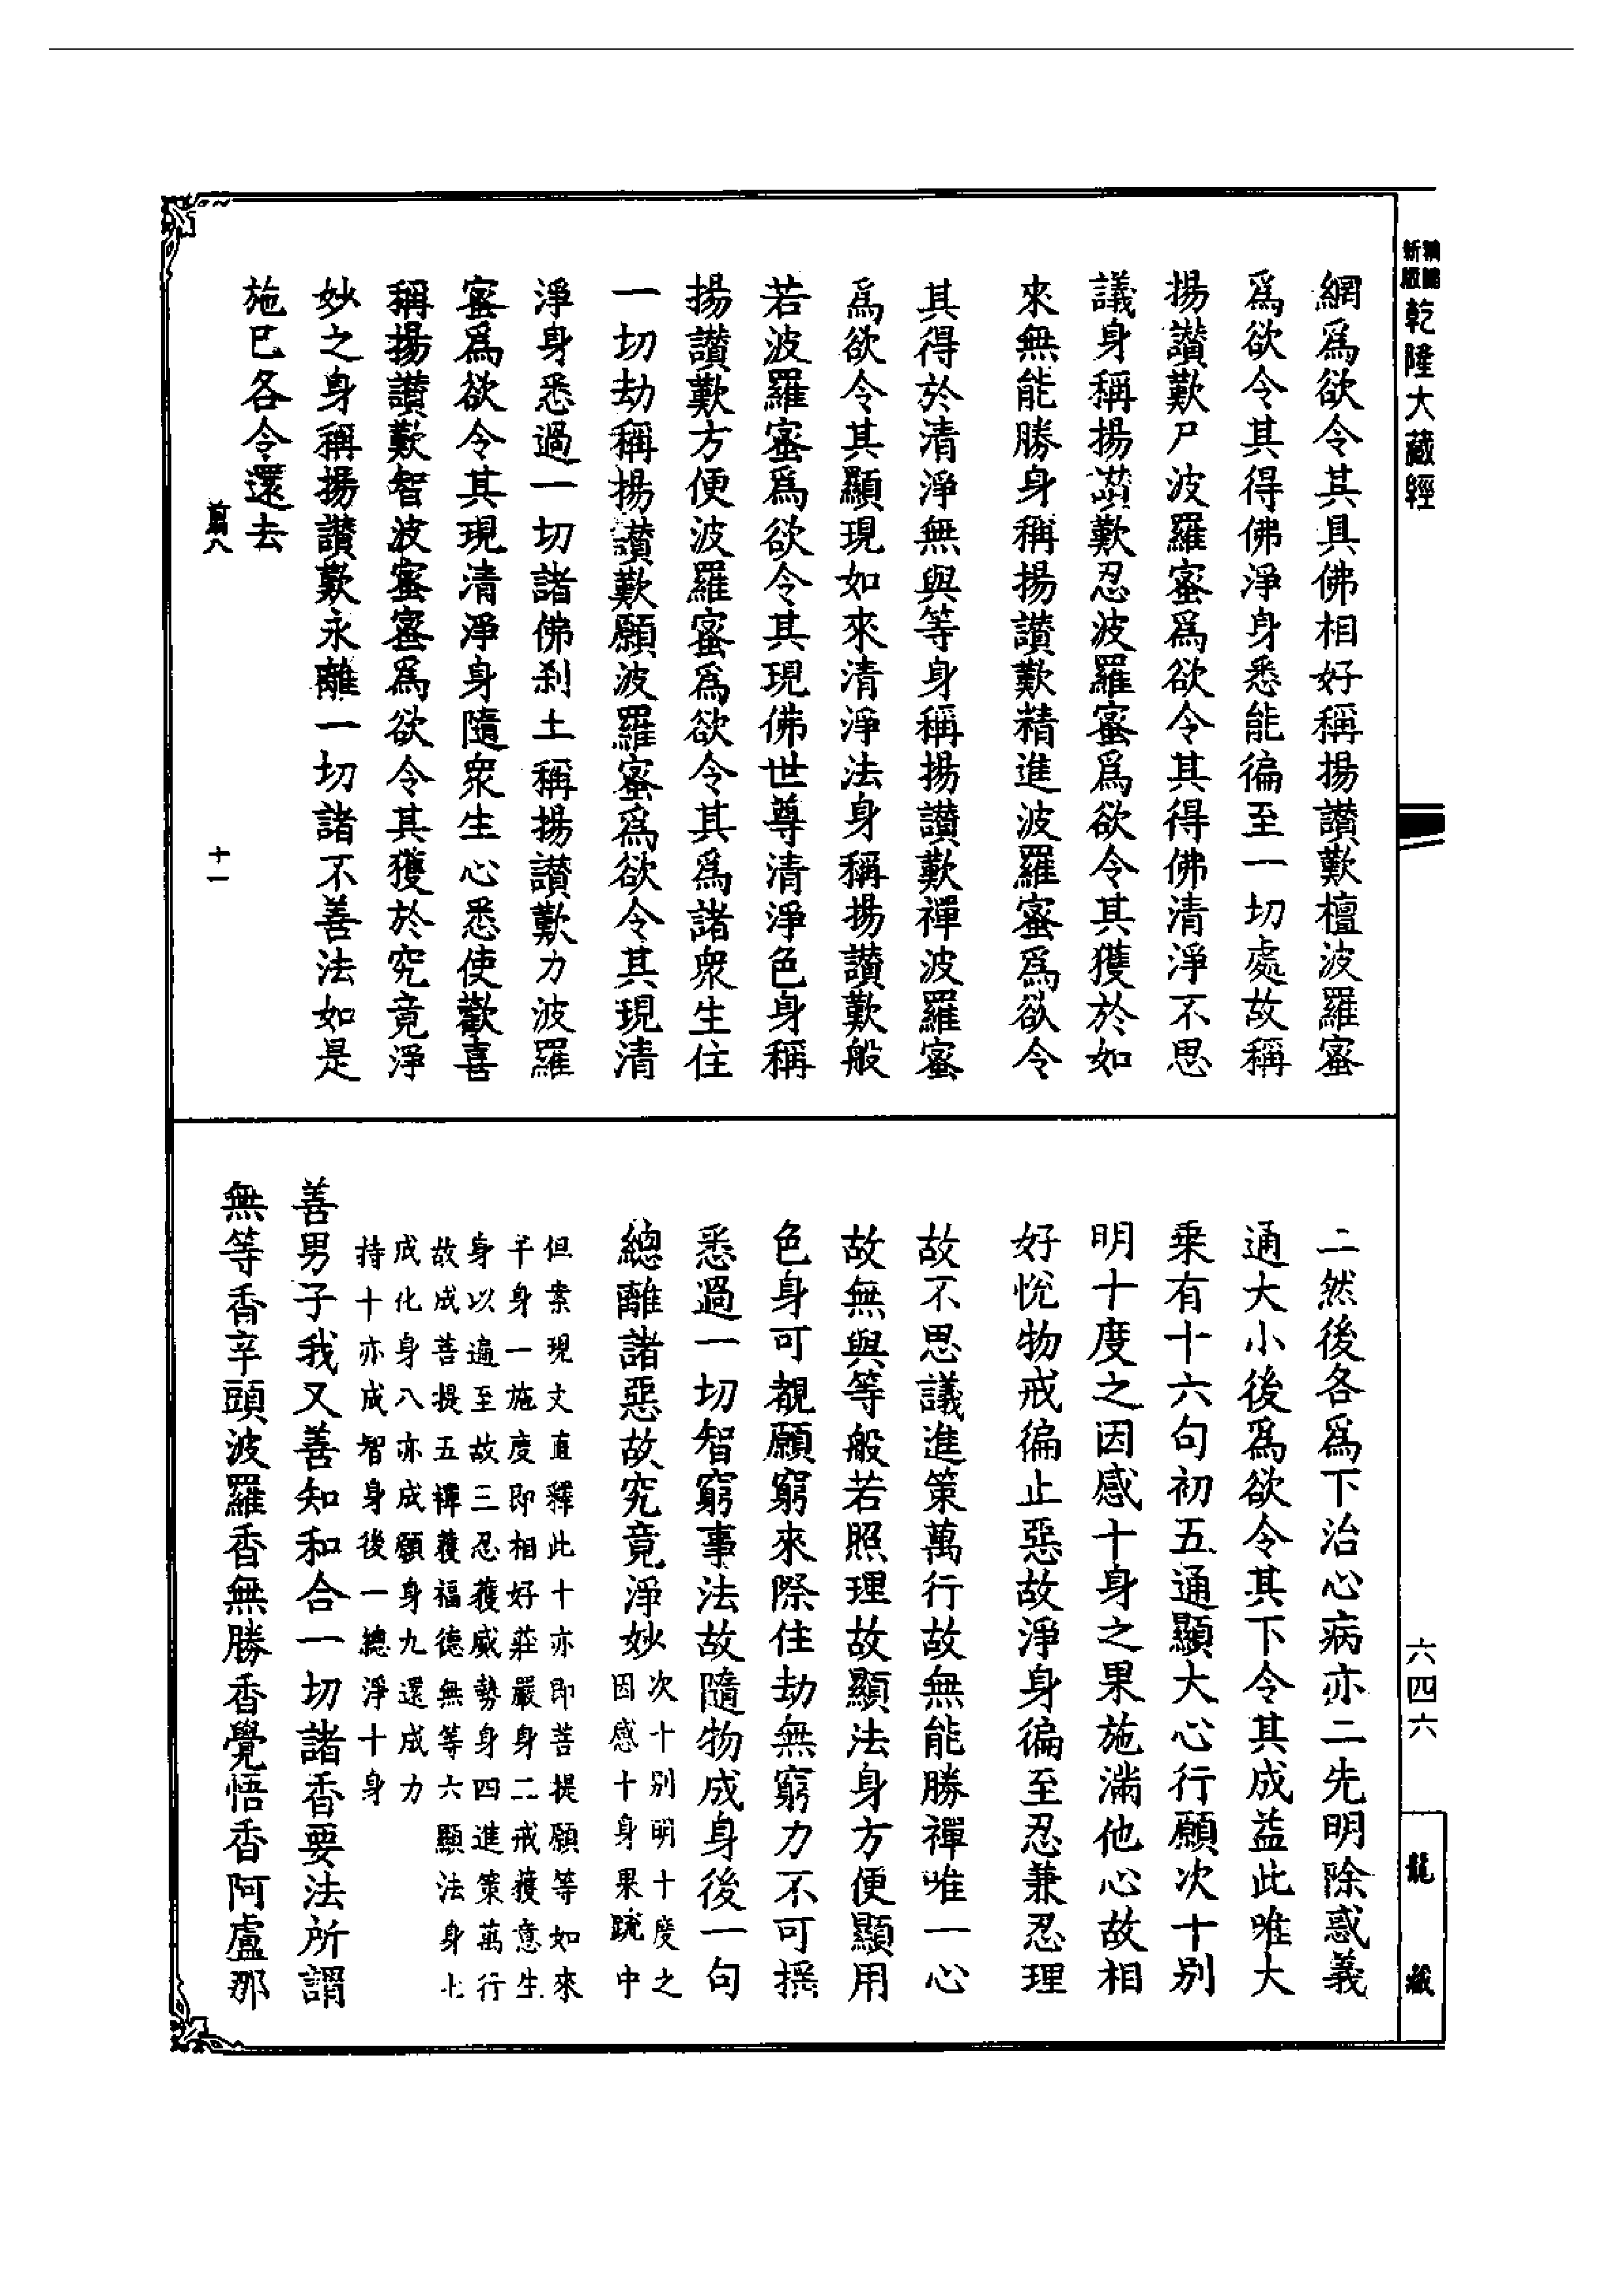 精編新版乾隆大藏經
網爲欲令其具佛相好稱揚讚歎檀波羅蜜
爲欲令其得佛淨身悉能徧至一切處故稱
揚讚歎尸波羅蜜爲欲令其得佛清淨不思
議身稱揚讚歎忍波羅蜜爲欲令其獲於如
來無能勝身稱揚讚歎精進波羅蜜爲欲令
其得於清淨無與等身稱揚讚歎禪波羅蜜
爲欲令其顯現如來清淨法身稱揚讚歎般
若波羅蜜爲欲令其現佛世尊清淨色身稱
揚讚歎方便波羅蜜爲欲令其爲諸衆生住
一切劫稱揚讚歎願波羅蜜爲欲令其現清
淨身悉過一切諸佛刹土稱揚讚歎力波羅
蜜爲欲令其現清淨身隨衆生心悉使歡喜
稱揚讚歎智波羅蜜爲欲令其獲於究竟淨
妙之身稱揚讚歎永離一切諸不善法如是
施已各令還去
十一
二然後各爲下治心病亦二先明除惑義
通大小後爲欲令其下令其成益此唯大
乗有十六句初五通顯大心行願次十別
明十度之因感十身之果施滿他心故相
好悅物戒徧止惡故淨身徧至忍兼忍理
故不思議進策萬行故無能勝禪唯一心
故無與等般若照理故顯法身方便顯用
色身可覩願窮來際住劫無窮力不可搖
悉過一切智窮事法故隨物成身後一句
總離諸惡故究竟淨妙次十別明十度之
因感十身果䟽中
但案現文直釋此十亦即菩提願等如來
千身一施度即相好莊嚴身二戒獲意生
身以遍至故三忍獲威勢身四進策萬行
故成菩提五禪獲福德無等六顯法身七
成化身八亦成願身九還成力
持十亦成智身後一總淨十身
善男子我又善知和合一切諸香要法所謂
無等香辛頭波羅香無勝香覺悟香阿盧那
六四六
龍藏